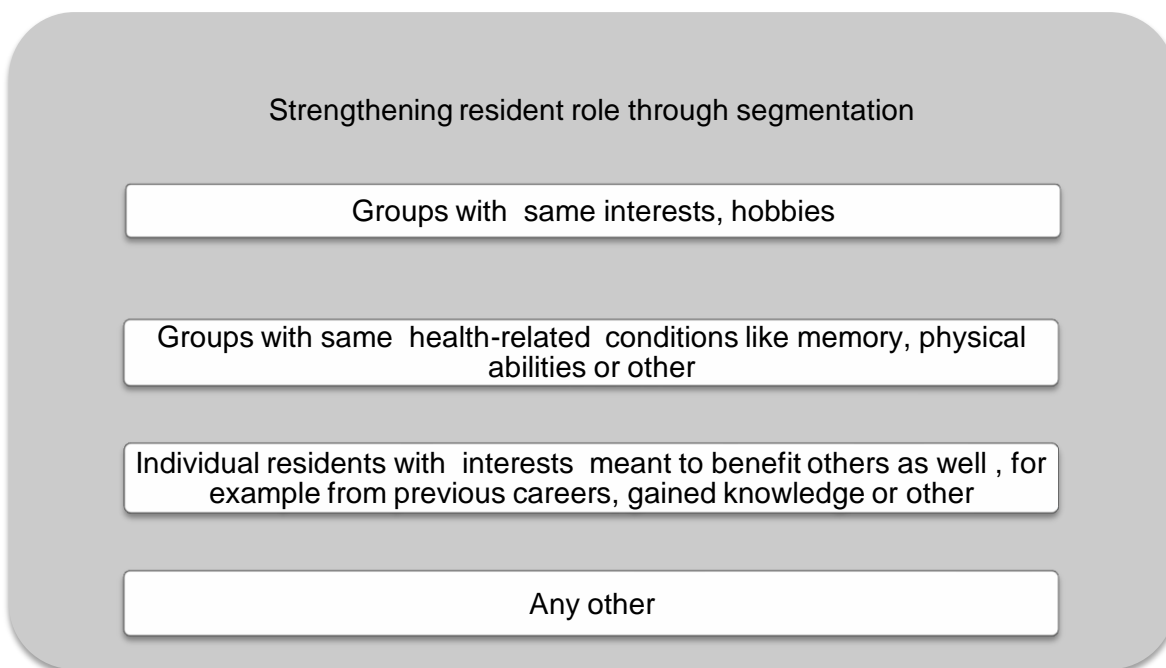 Strengthening resident role through segmentation
Groups with same interests, hobbies
Groups with same health-related conditions like memory, physical
abilities or other
Individual residents with interests meant to benefit others as well , for
example from previous careers, gained knowledge or other
Any other